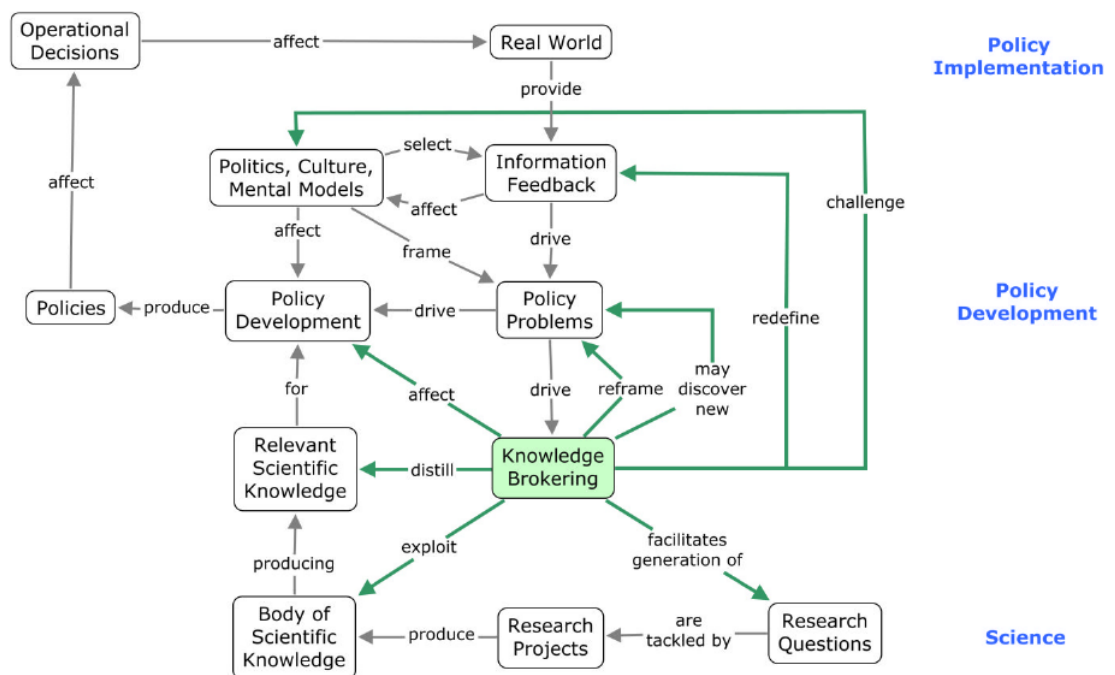 Operational
Decisions
affect
Real World
Policy
Implementation
provide
select
Politics, Culture,
Mental Models
Information
Feedback
affect
affect
challenge
affect
frame
drive
Policies
produce
Policy
Development
drive
Policy
Problems
redefine
Policy
Development
for
affect
drive
reframe
may
discover
new
Relevant
Scientific
Knowledge
distill
Knowledge
Brokering
producing
exploit
facilitates
generation of
Body of
Scientific
Knowledge
produce
Research
Projects
are
tackled by
Research
Questions
Science